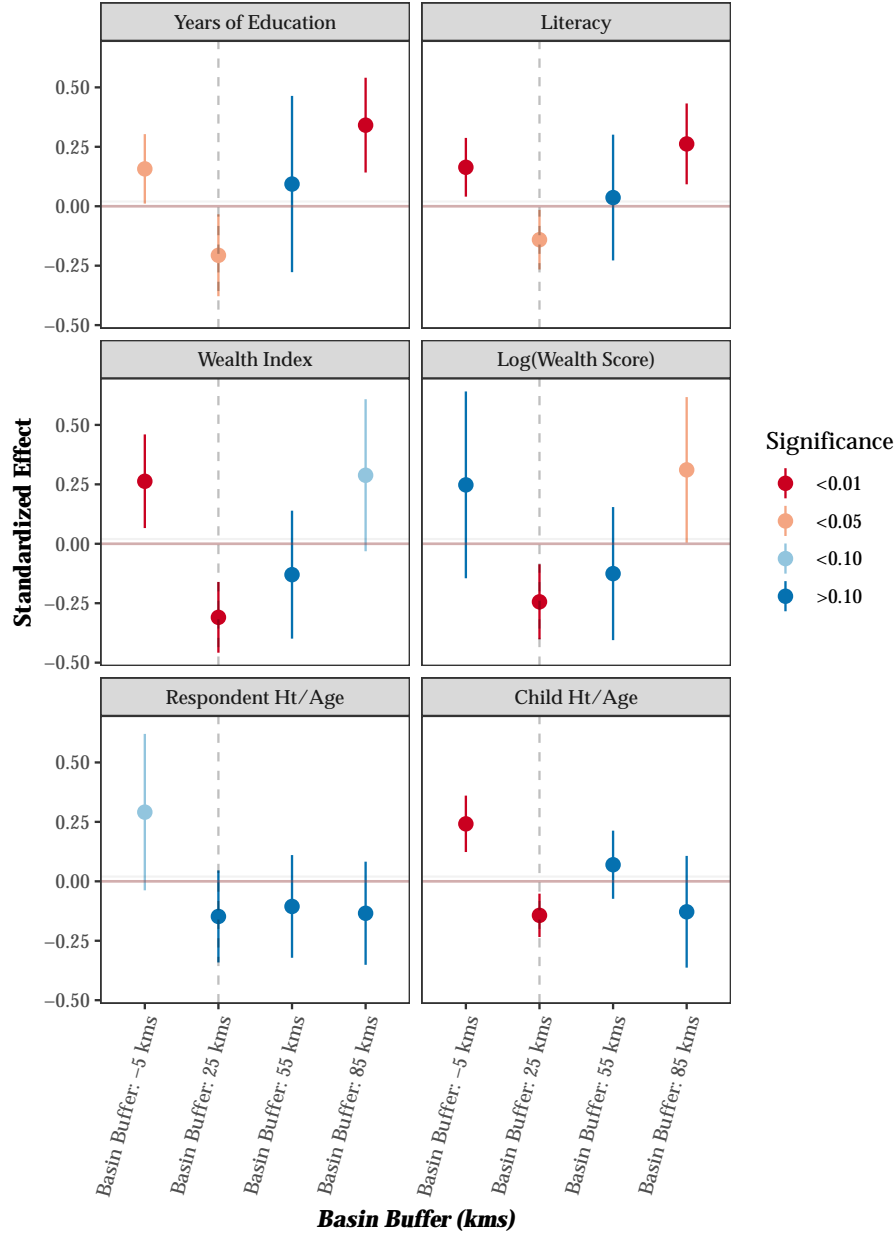 Years of Education
Literacy
0.50
0.25
0.00
−0.25
−0.50
Wealth Index
Log(Wealth Score)
0.50
0.25
0.00
−0.25
−0.50
Respondent Ht/Age
Child Ht/Age
0.50
0.25
0.00
−0.25
−0.50
Standardized Effect
Basin Buffer: −5 kms
Basin Buffer: 25 kms
Basin Buffer: 55 kms
Basin Buffer: 85 kms
Basin Buffer: −5 kms
Basin Buffer: 25 kms
Basin Buffer: 55 kms
Basin Buffer: 85 kms
Basin Buffer (kms)
Significance
<0.01
<0.05
<0.10
>0.10